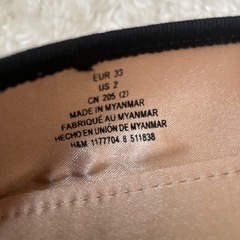 EUR 33
US 2
CN 205 (2)
MADE IN MYANMAR
FABRIQUÉ AU MYANMAR
HECHO EN UNIÓN DE MYANMAR
H&M 1177704 8 511838